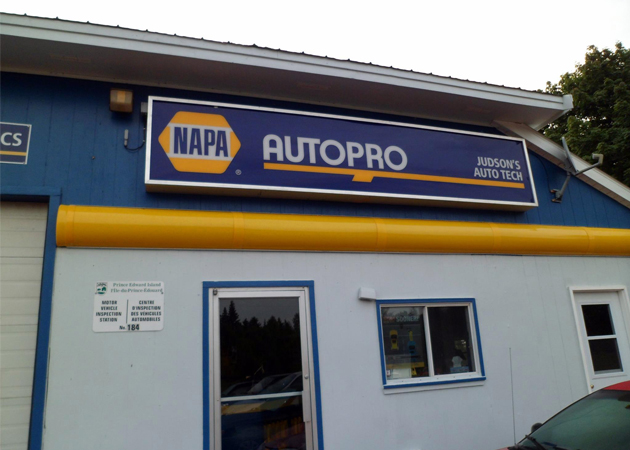 CS
NAPA
®
AUTOPRO
JUDSON'S
AUTO TECH
Prince Edward Island
Île-du-Prince-Édouard
MOTOR
VEHICLE
INSPECTION
STATION
CENTRE
D'INSPECTION
DES VÉHICULES
AUTOMOBILES
No. 184